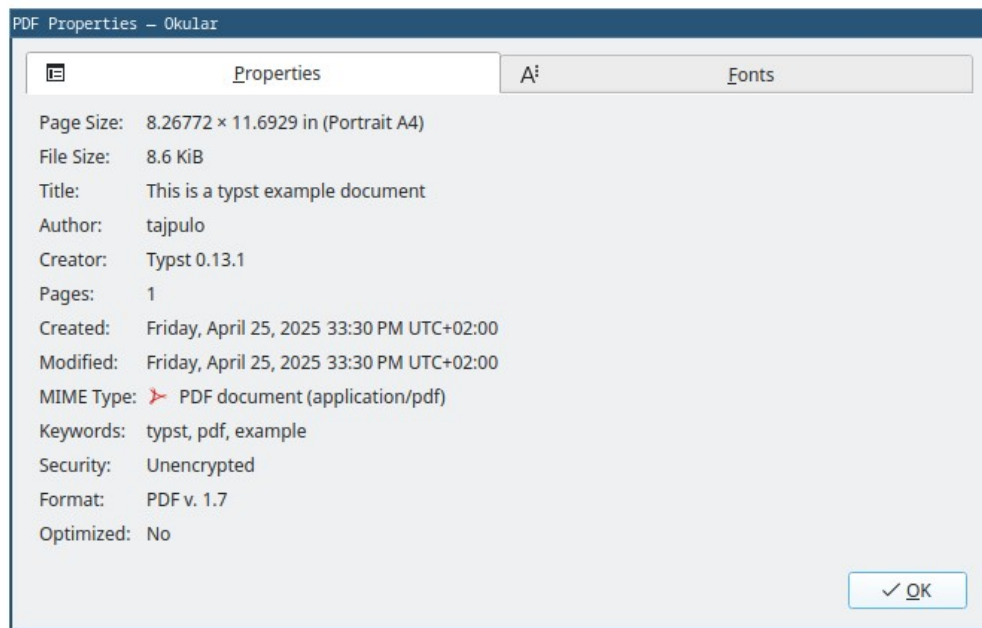 PDF Properties — Okular
Properties
Fonts
Page Size: 8.26772 × 11.6929 in (Portrait A4)
File Size: 8.6 KiB
Title: This is a typst example document
Author: tajpulo
Creator: Typst 0.13.1
Pages: 1
Created: Friday, April 25, 2025 33:30 PM UTC+02:00
Modified: Friday, April 25, 2025 33:30 PM UTC+02:00
MIME Type: PDF document (application/pdf)
Keywords: typst, pdf, example
Security: Unencrypted
Format: PDF v. 1.7
Optimized: No
OK